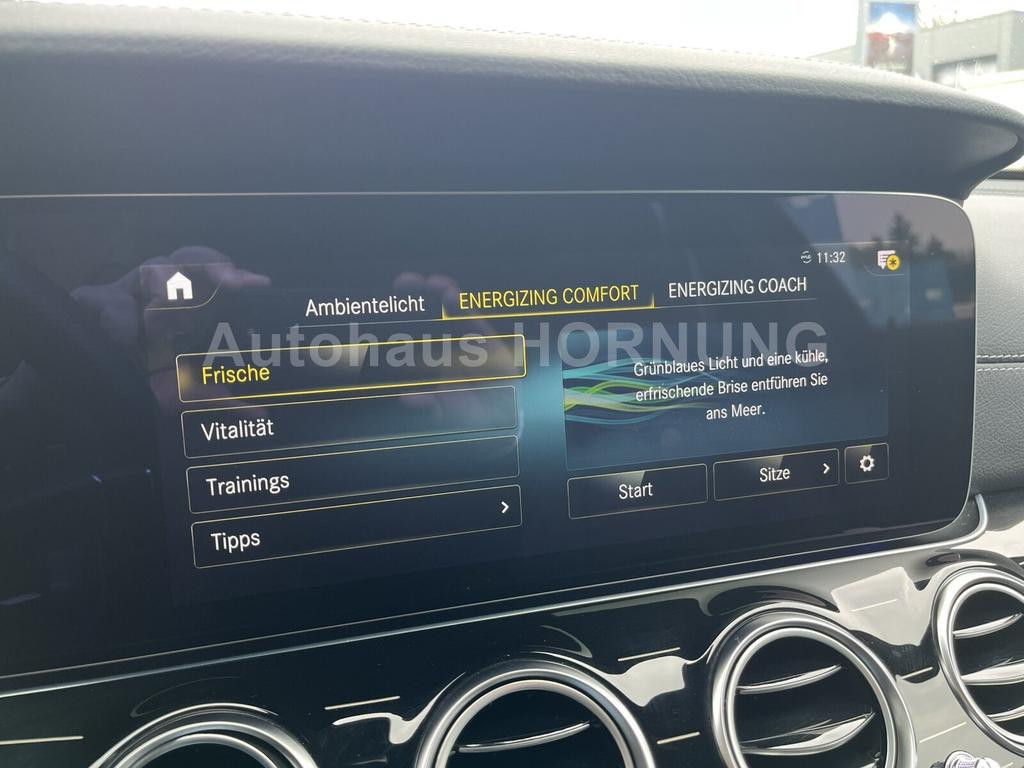 11:32
Ambientelicht
ENERGIZING COMFORT
ENERGIZING COACH
Autohaus HORNUNG
Frische
Vitalität
Trainings
Tipps
Grünblaues Licht und eine kühle,
erfrischende Brise entführen Sie
ans Meer.
Start
Sitze